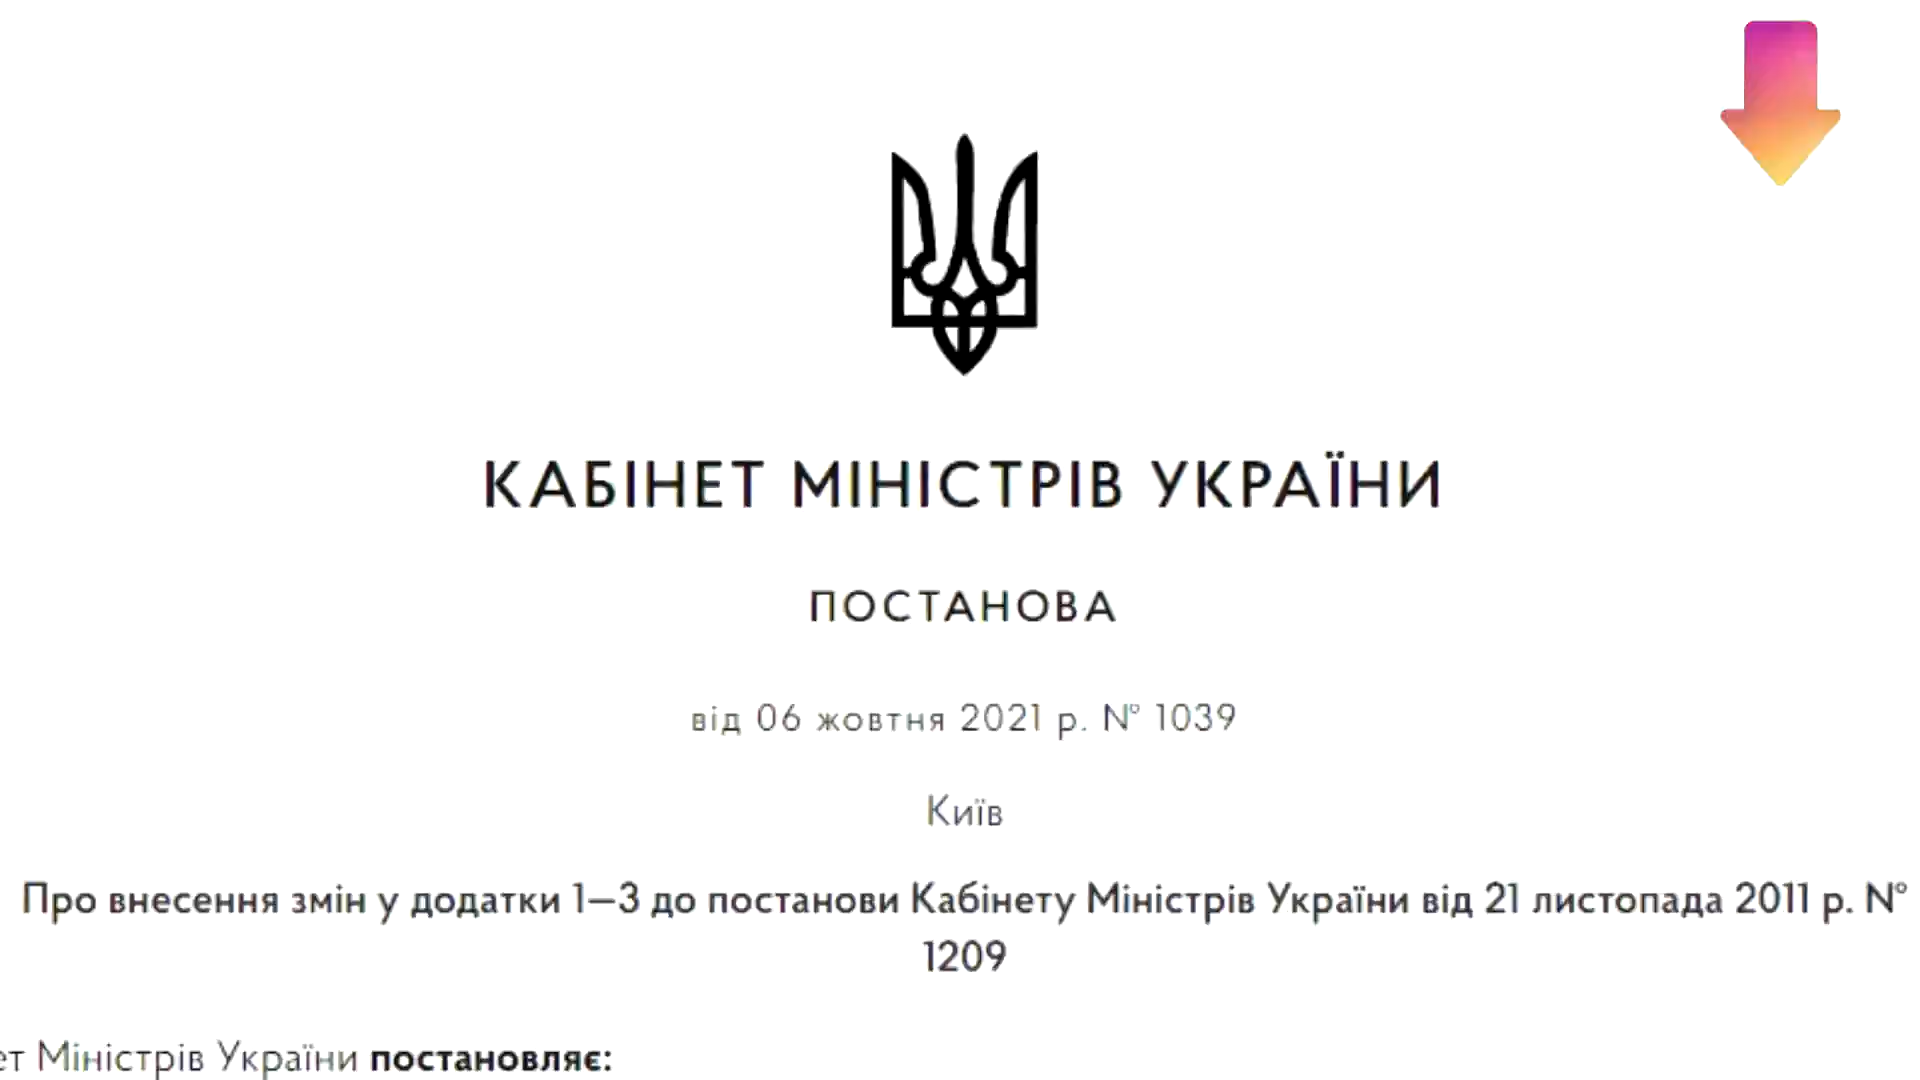 КАБІНЕТ МІНІСТРІВ УКРАЇНИ
ПОСТАНОВА
від 06 жовтня 2021 р. № 1039
Київ
Про внесення змін у додатки 1—3 до постанови Кабінету Міністрів України від 21 листопада 2011 р. №
1209
ет Міністрів України постановляє: